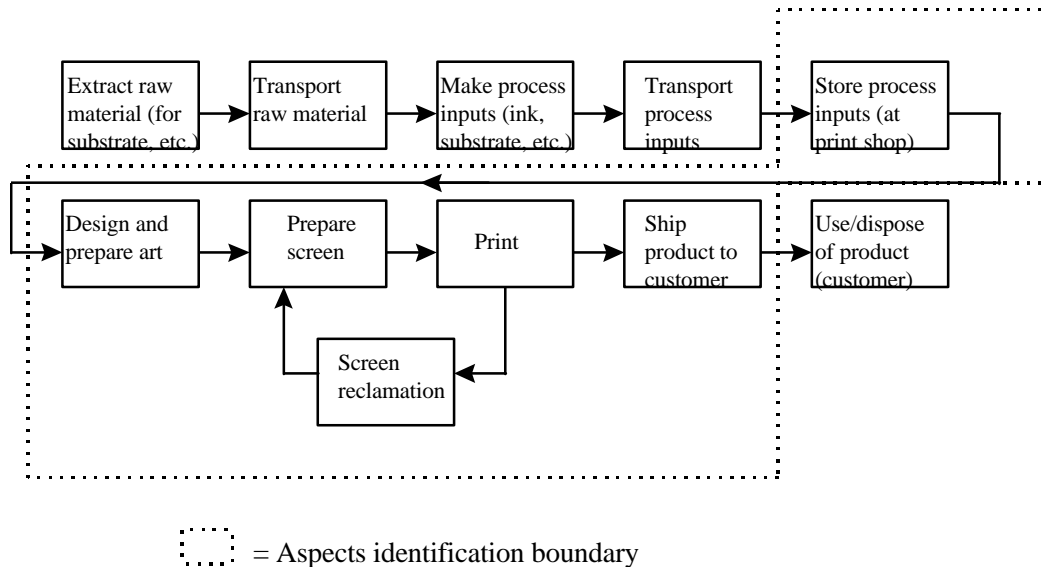 Extract raw
material (for
substrate, etc.)
Transport
raw material
Make process
inputs (ink,
substrate, etc.)
Transport
process
inputs
Store process
inputs (at
print shop)
Design and
prepare art
Prepare
screen
Print
Ship
product to
customer
Use/dispose
of product
(customer)
Screen
reclamation
= Aspects identification boundary